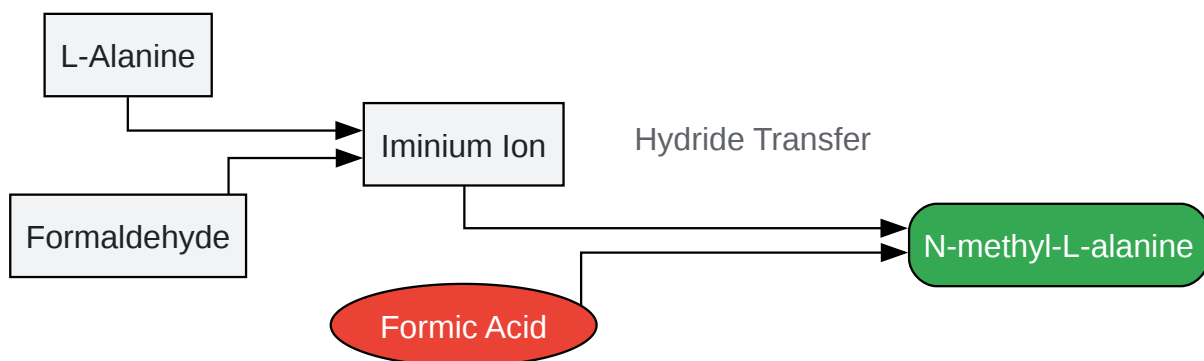 L-Alanine
Iminium Ion
Hydride Transfer
Formaldehyde
N-methyl-L-alanine
Formic Acid